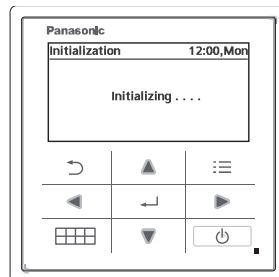 Panasonic
Initialization 12:00,Mon
Initializing . . . .